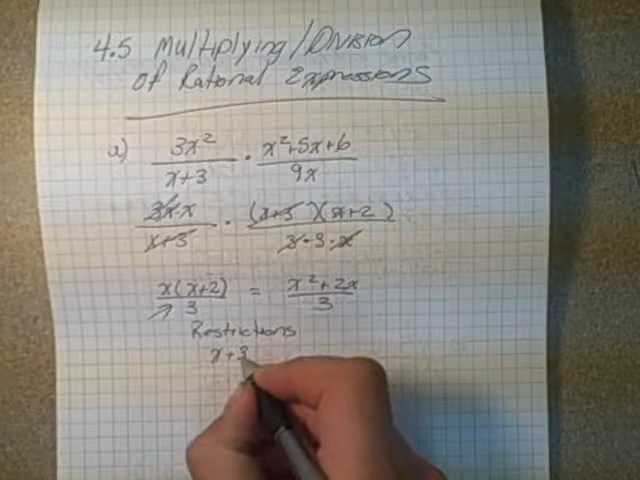 4.5 Multiplying/Division
of Rational Expressions
a) 3x²/(x+3) · (x²+5x+6)/9x
3x·x/(x+3) · (x+3)(x+2)/(3·3·x)
x(x+2)/3 = (x²+2x)/3
Restrictions
x+3